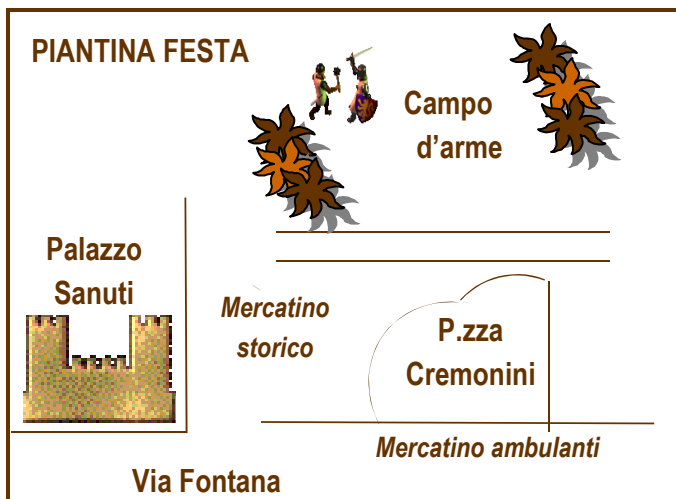 PIANTINA FESTA
Campo
d'arme
Palazzo
Sanuti
Mercatino
storico
P.zza
Cremonini
Mercatino ambulanti
Via Fontana